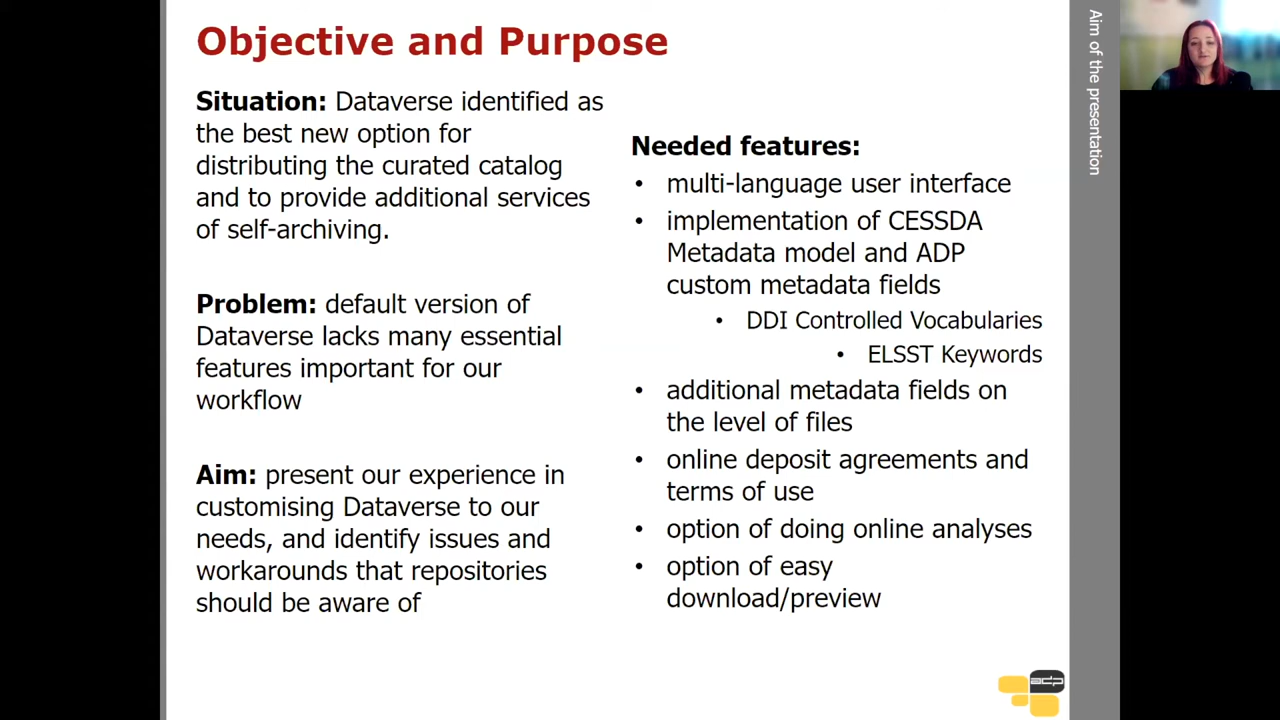 Objective and Purpose
Situation: Dataverse identified as
the best new option for
distributing the curated catalog
and to provide additional services
of self-archiving.
Problem: default version of
Dataverse lacks many essential
features important for our
workflow
Aim: present our experience in
customising Dataverse to our
needs, and identify issues and
workarounds that repositories
should be aware of
Needed features:
• multi-language user interface
• implementation of CESSDA
Metadata model and ADP
custom metadata fields
• DDI Controlled Vocabularies
• ELSST Keywords
• additional metadata fields on
the level of files
• online deposit agreements and
terms of use
• option of doing online analyses
• option of easy
download/preview
Aim of the presentation
adp